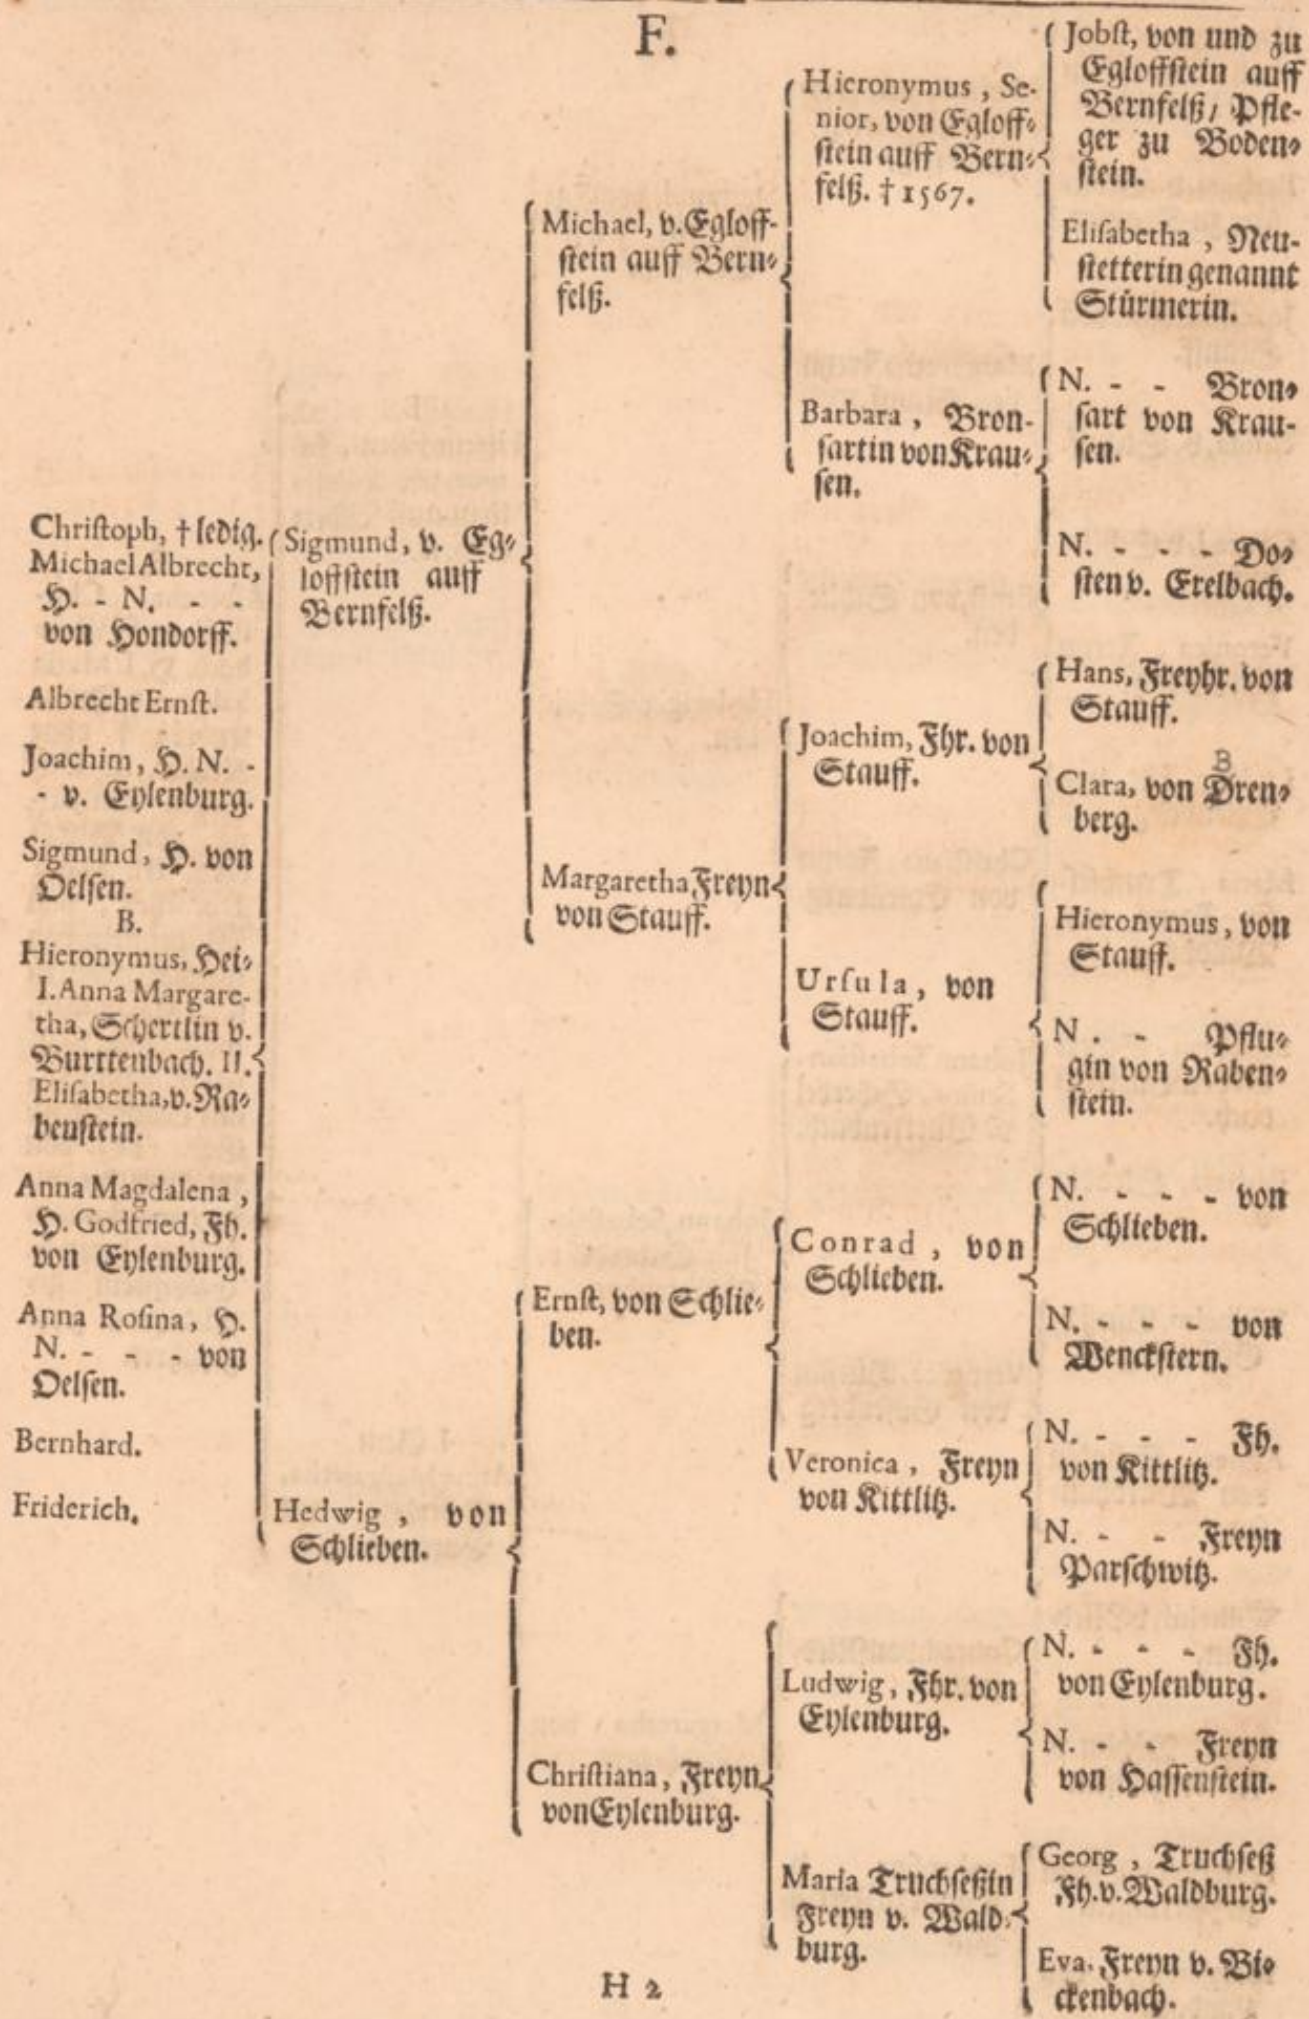 F.
Christoph, † ledig.
Michael Albrecht,
H. - N. - -
von Hondorff.
Albrecht Ernst.
Joachim, H. N. -
- v. Eylenburg.
Sigmund, H. von
Oelsen.
B.
Hieronymus, Hei⸗
I. Anna Margare-
tha, Schertlin v.
Burttenbach. II.
Elisabetha, v. Ra⸗
benstein.
Anna Magdalena,
H. Godfried, Fh.
von Eylenburg.
Anna Rosina, H.
N. - - - von
Oelsen.
Bernhard.
Friderich.
Sigmund, v. Eg⸗
loffstein auff
Bernfelß.
Hedwig, von
Schlieben.
Michael, v. Egloff-
stein auff Bern⸗
felß.
Margaretha Freyn
von Stauff.
Ernst, von Schlie⸗
ben.
Christiana, Freyn
von Eylenburg.
Hieronymus, Se-
nior, von Egloff⸗
stein auff Bern⸗
felß. † 1567.
Barbara, Bron-
sartin von Krau⸗
sen.
Joachim, Fhr. von
Stauff.
Ursula, von
Stauff.
Conrad, von
Schlieben.
Veronica, Freyn
von Kittlitz.
Ludwig, Fhr. von
Eylenburg.
Maria Truchseßin
Freyn v. Wald⸗
burg.
Jobst, von und zu
Egloffstein auff
Bernfelß/ Pfle-
ger zu Boden⸗
stein.
Elisabetha, Neu-
stetterin genannt
Stürmerin.
N. - - Bron⸗
sart von Krau-
sen.
N. - - - Do⸗
sten v. Erelbach.
Hans, Freyhr. von
Stauff.
B
Clara, von Dren⸗
berg.
Hieronymus, von
Stauff.
N. - Pflu⸗
gin von Raben⸗
stein.
N. - - - von
Schlieben.
N. - - - von
Wenckstern.
N. - - - Fh.
von Kittlitz.
N. - - Freyn
Parschwitz.
N. - - - Fh.
von Eylenburg.
N. - - Freyn
von Hassenstein.
Georg, Truchseß
Fh. v. Waldburg.
Eva, Freyn v. Bi⸗
ckenbach.
H 2